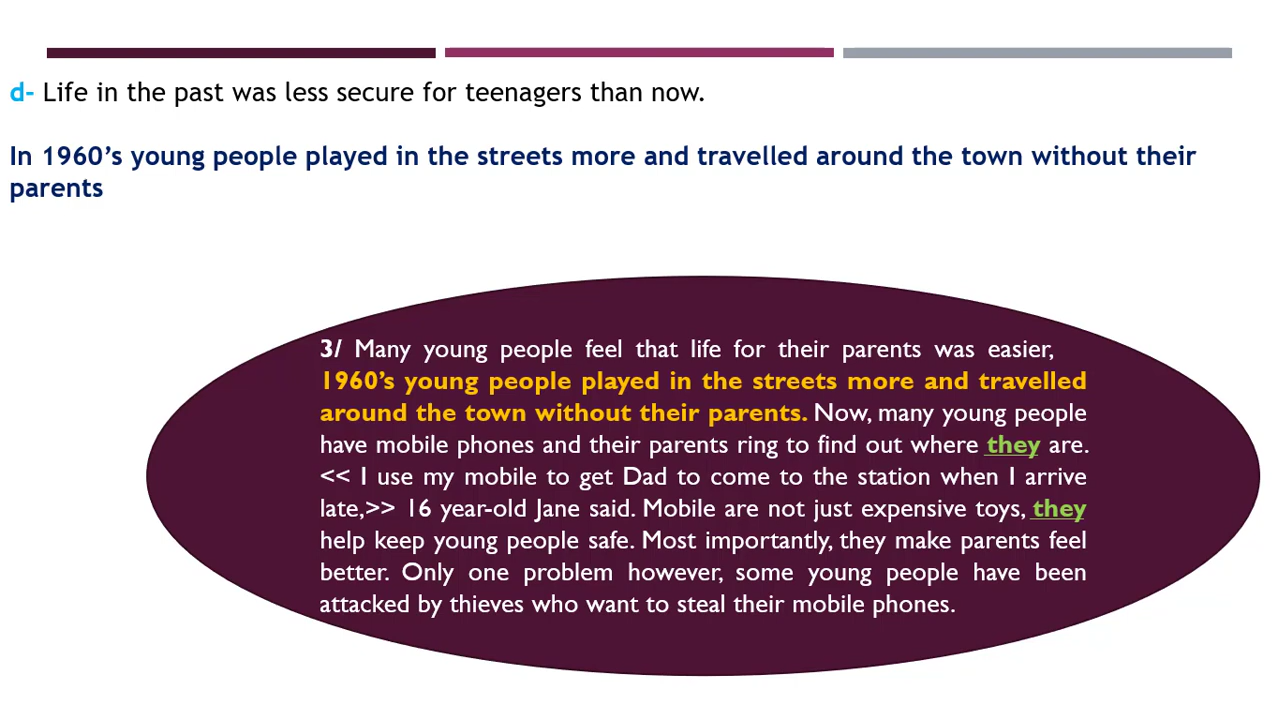 d- Life in the past was less secure for teenagers than now.
In 1960’s young people played in the streets more and travelled around the town without their
parents
3/ Many young people feel that life for their parents was easier,
1960’s young people played in the streets more and travelled
around the town without their parents. Now, many young people
have mobile phones and their parents ring to find out where they are.
<< I use my mobile to get Dad to come to the station when I arrive
late,>> 16 year-old Jane said. Mobile are not just expensive toys, they
help keep young people safe. Most importantly, they make parents feel
better. Only one problem however, some young people have been
attacked by thieves who want to steal their mobile phones.